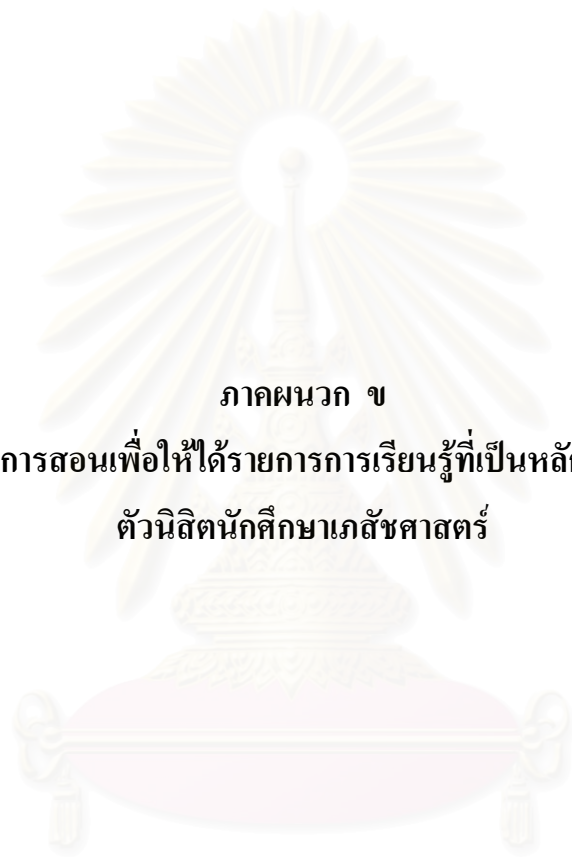 ภาคผนวก ข
การสอนเพื่อให้ได้รายการการเรียนรู้ที่เป็นหลัก
ตัวนิสิตนักศึกษาเภสัชศาสตร์